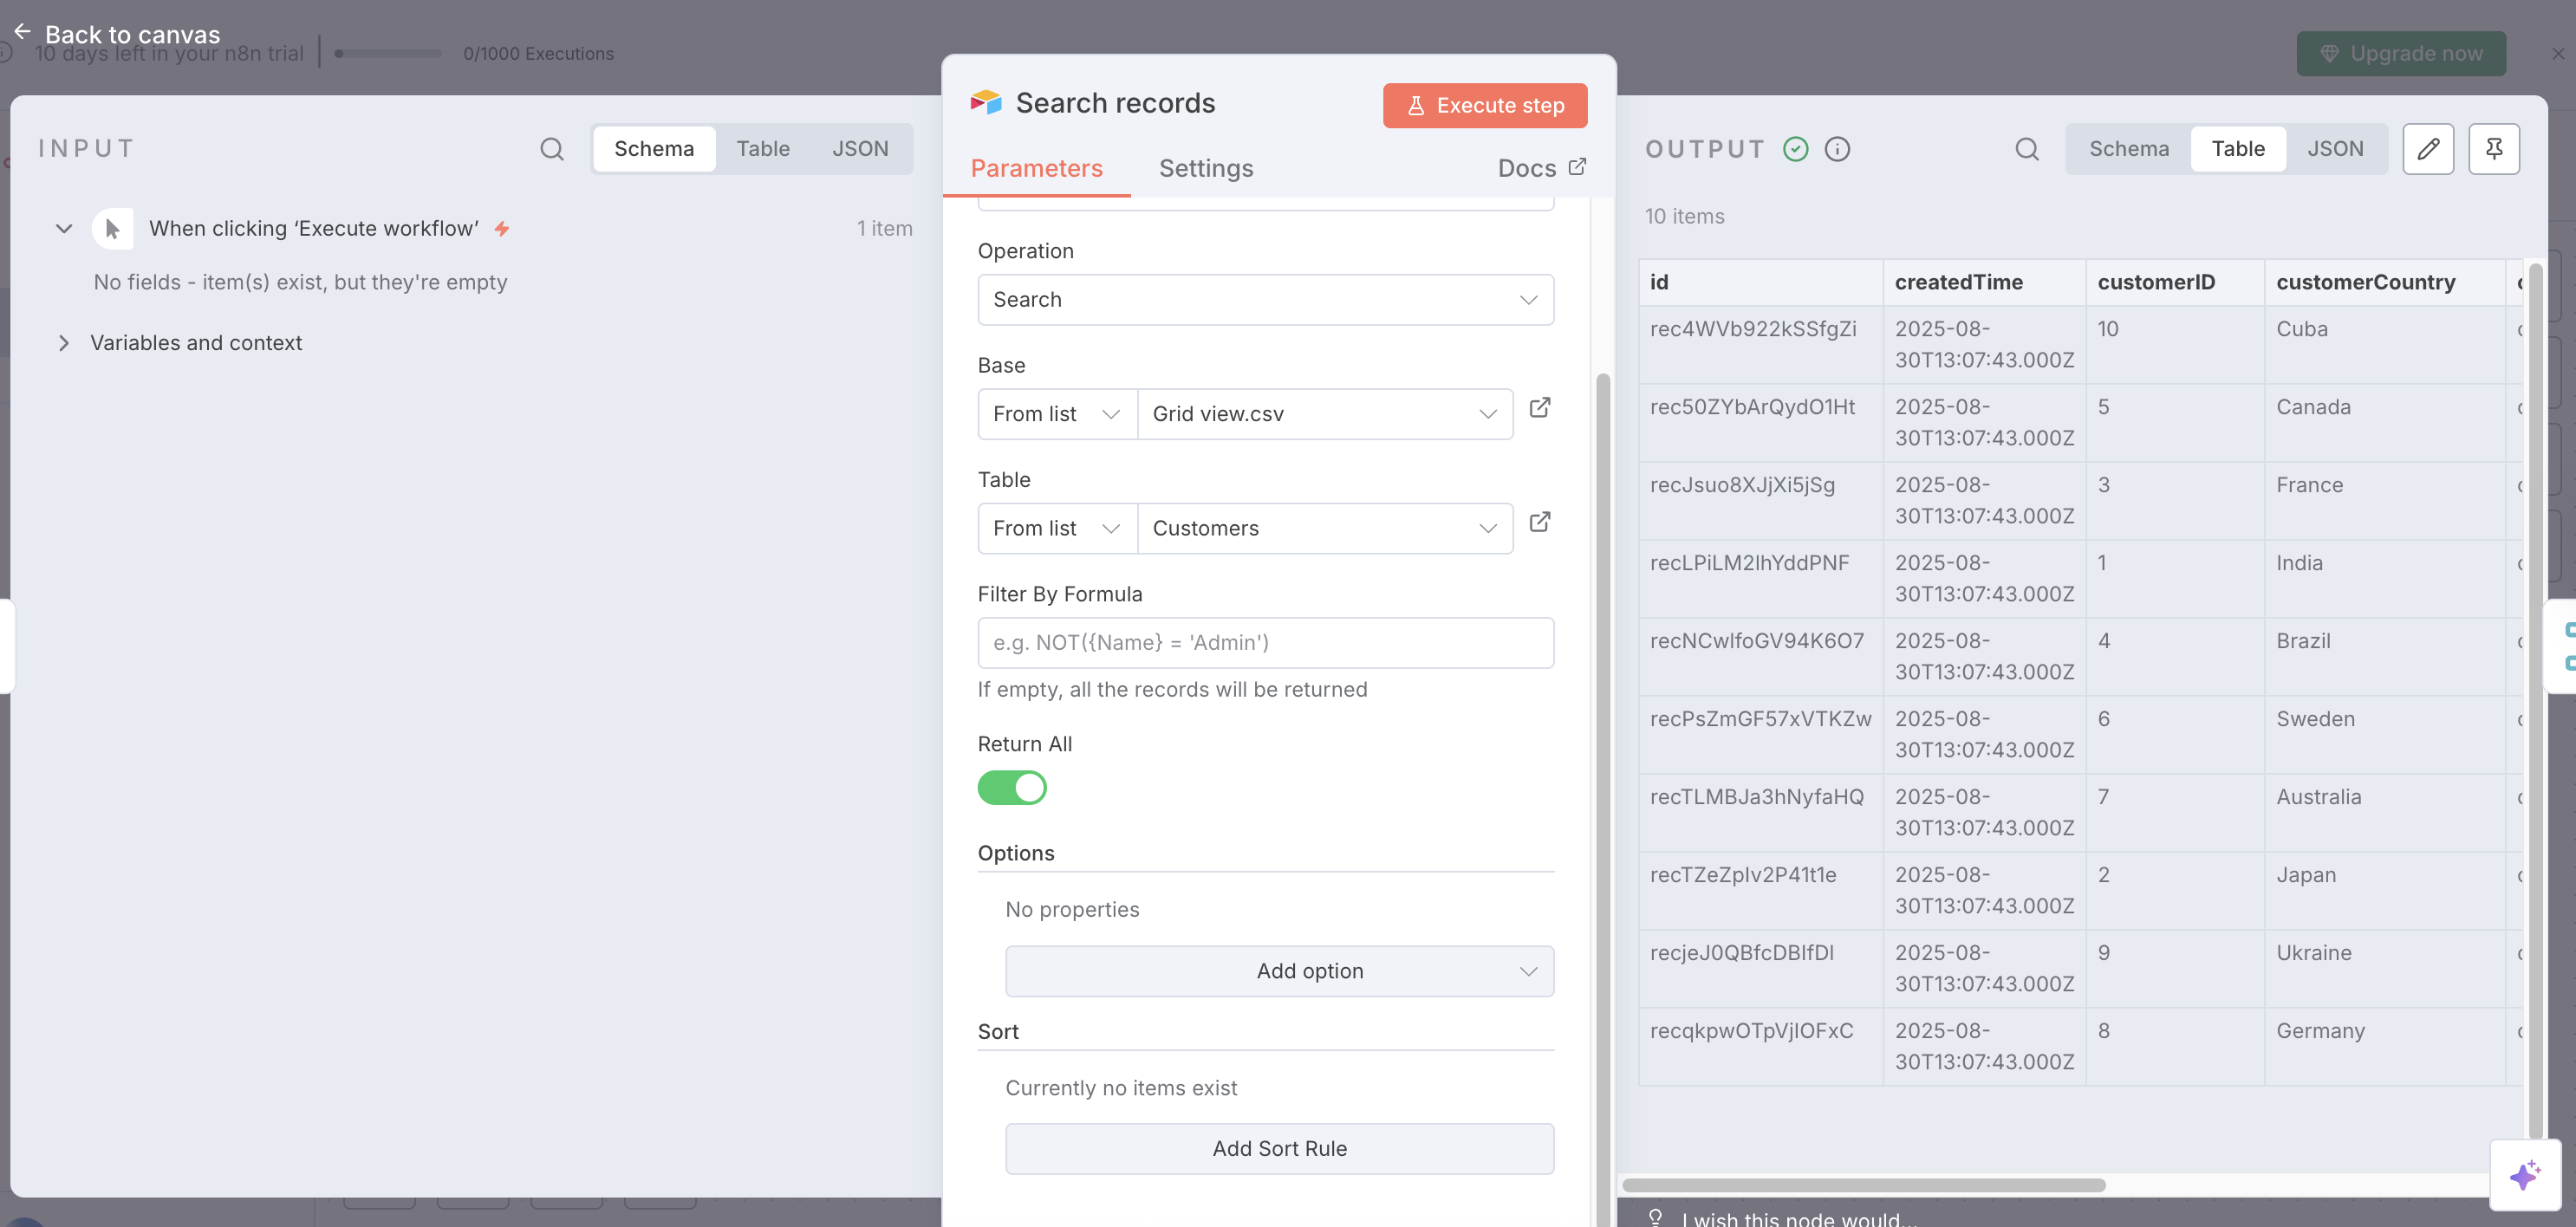 Back to canvas
10 days left in your n8n trial
0/1000 Executions
Upgrade now
INPUT
Schema
Table
JSON
When clicking ‘Execute workflow’
1 item
No fields - item(s) exist, but they're empty
Variables and context
Search records
Execute step
Parameters
Settings
Docs
Operation
Search
Base
From list
Grid view.csv
Table
From list
Customers
Filter By Formula
e.g. NOT({Name} = 'Admin')
If empty, all the records will be returned
Return All
Options
No properties
Add option
Sort
Currently no items exist
Add Sort Rule
OUTPUT
Schema
Table
JSON
10 items
id createdTime customerID customerCountry
rec4WVb922kSSfgZi 2025-08-30T13:07:43.000Z 10 Cuba
rec50ZYbArQydO1Ht 2025-08-30T13:07:43.000Z 5 Canada
recJsuo8XJjXi5jSg 2025-08-30T13:07:43.000Z 3 France
recLPiLM2lhYddPNF 2025-08-30T13:07:43.000Z 1 India
recNCwIfoGV94K6O7 2025-08-30T13:07:43.000Z 4 Brazil
recPsZmGF57xVTKZw 2025-08-30T13:07:43.000Z 6 Sweden
recTLMBJa3hNyfaHQ 2025-08-30T13:07:43.000Z 7 Australia
recTZeZpIv2P41t1e 2025-08-30T13:07:43.000Z 2 Japan
recjeJ0QBfcDBIfDI 2025-08-30T13:07:43.000Z 9 Ukraine
recqkpwOTpVjIOFxC 2025-08-30T13:07:43.000Z 8 Germany
I wish this node would...